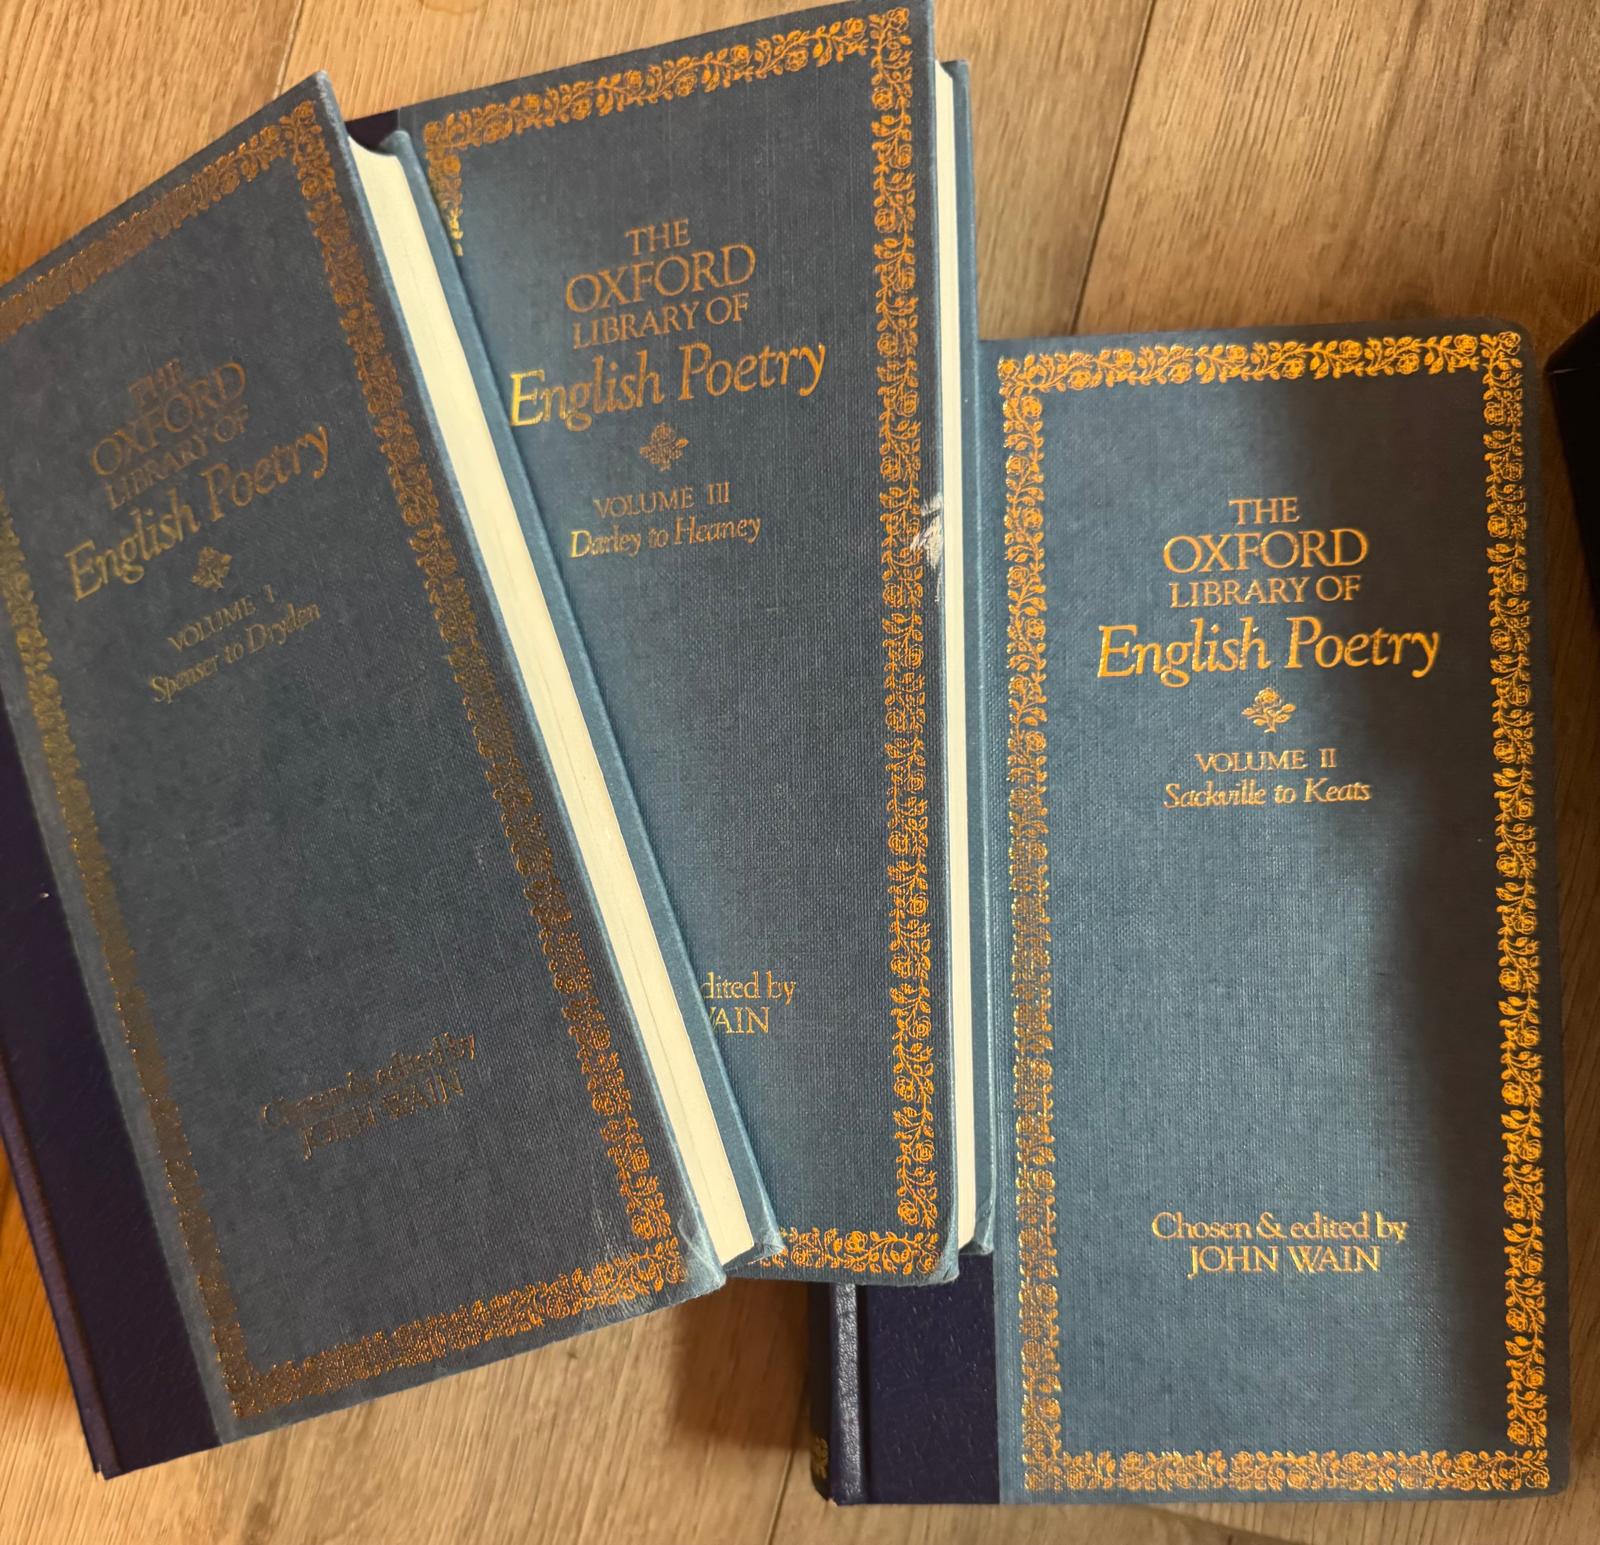 THE
OXFORD
LIBRARY OF
English Poetry
VOLUME I
Spenser to Dryden
Chosen & edited by
JOHN WAIN
THE
OXFORD
LIBRARY OF
English Poetry
VOLUME III
Darley to Heaney
dited by
VAIN
THE
OXFORD
LIBRARY OF
English Poetry
VOLUME II
Sackville to Keats
Chosen & edited by
JOHN WAIN